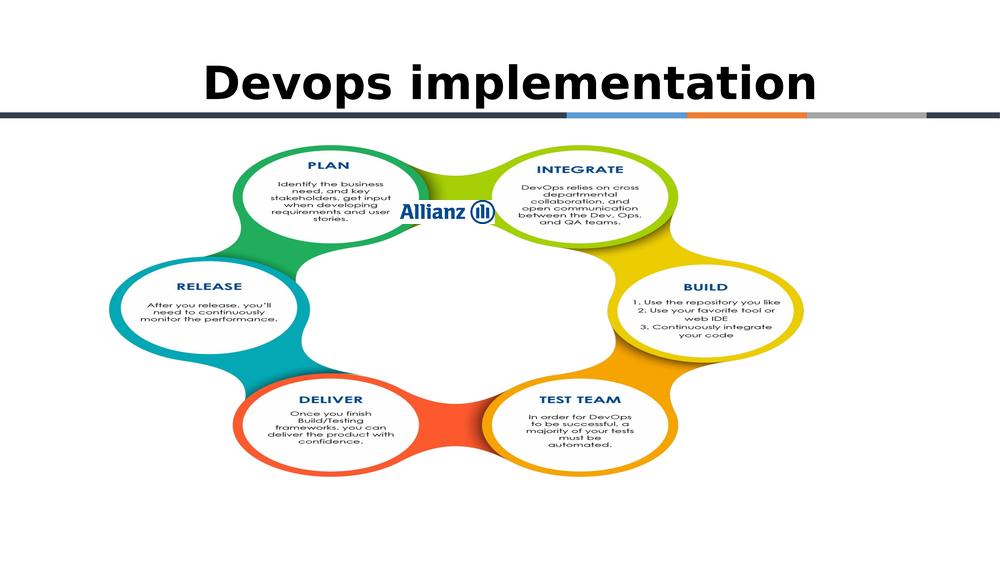 Devops implementation
PLAN
Identify the business
need, and key
stakeholders, get input
when developing
requirements and user
stories.
Allianz
INTEGRATE
DevOps relies on cross
departmental
collaboration, and
open communication
between the Dev, Ops,
and QA teams.
RELEASE
After you release, you'll
need to continuously
monitor the performance.
BUILD
1. Use the repository you like
2. Use your favorite tool or
web IDE
3. Continuously integrate
your code
DELIVER
Once you finish
Build/Testing
frameworks, you can
deliver the product with
confidence.
TEST TEAM
In order for DevOps
to be successful, a
majority of your tests
must be
automated.